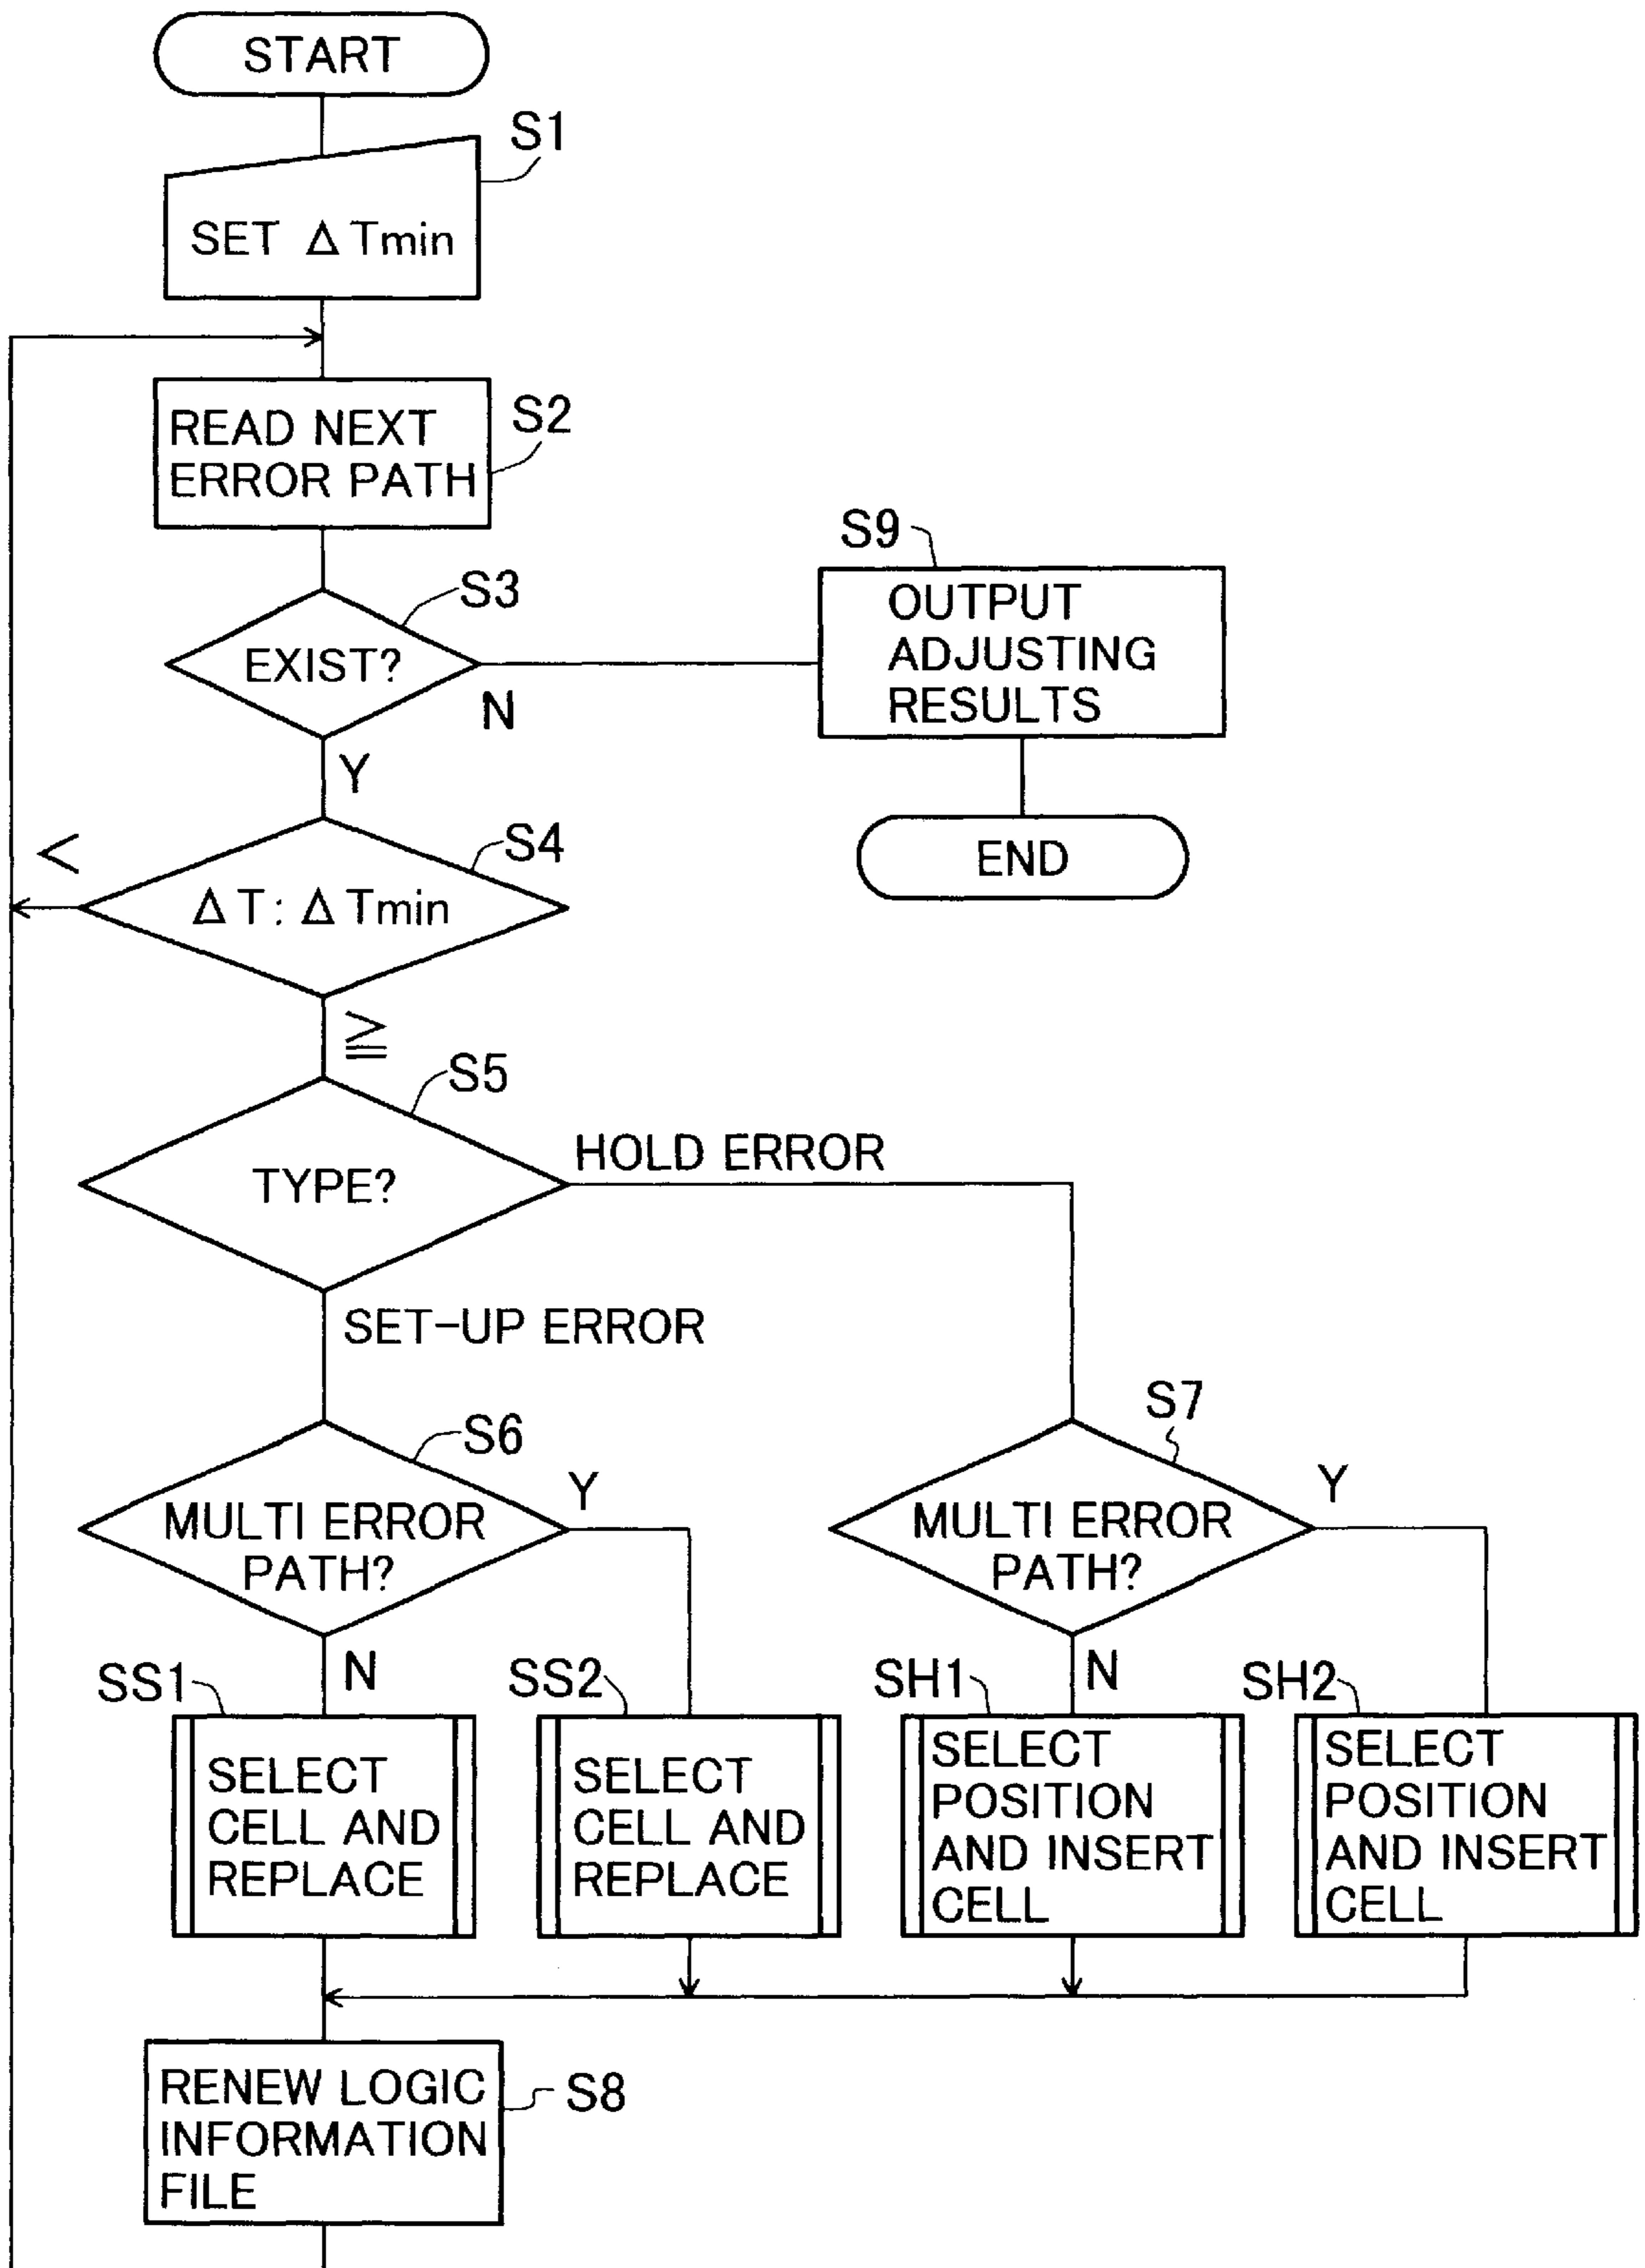 START
S1
SET Δ Tmin
S2
READ NEXT
ERROR PATH
S3
EXIST?
N
Y
S9
OUTPUT
ADJUSTING
RESULTS
END
<
S4
Δ T : Δ Tmin
≧
S5
TYPE?
HOLD ERROR
SET-UP ERROR
S6
MULTI ERROR
PATH?
Y
N
S7
MULTI ERROR
PATH?
Y
N
SS1
SELECT
CELL AND
REPLACE
SS2
SELECT
CELL AND
REPLACE
SH1
SELECT
POSITION
AND INSERT
CELL
SH2
SELECT
POSITION
AND INSERT
CELL
S8
RENEW LOGIC
INFORMATION
FILE